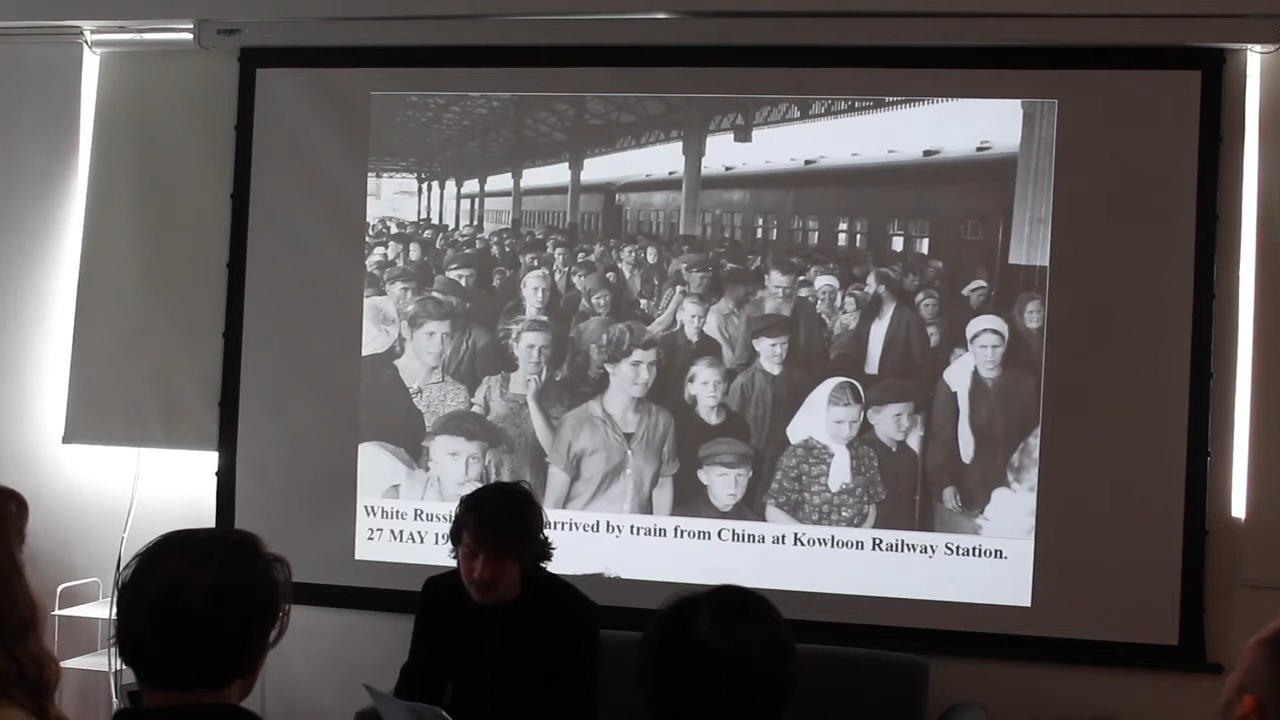 White Russi arrived by train from China at Kowloon Railway Station.
27 MAY 19